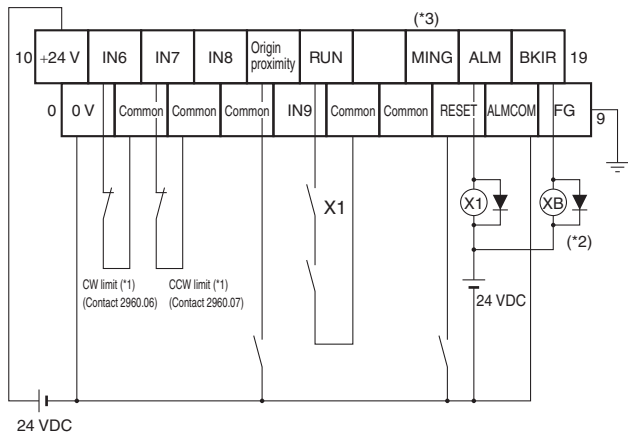 (*3)
10 +24 V IN6 IN7 IN8 Origin proximity RUN MING ALM BKIR 19
0 0 V Common Common Common IN9 Common Common RESET ALMCOM FG 9
X1 X1 XB
(*2)
CW limit (*1) CCW limit (*1)
(Contact 2960.06) (Contact 2960.07)
24 VDC
24 VDC